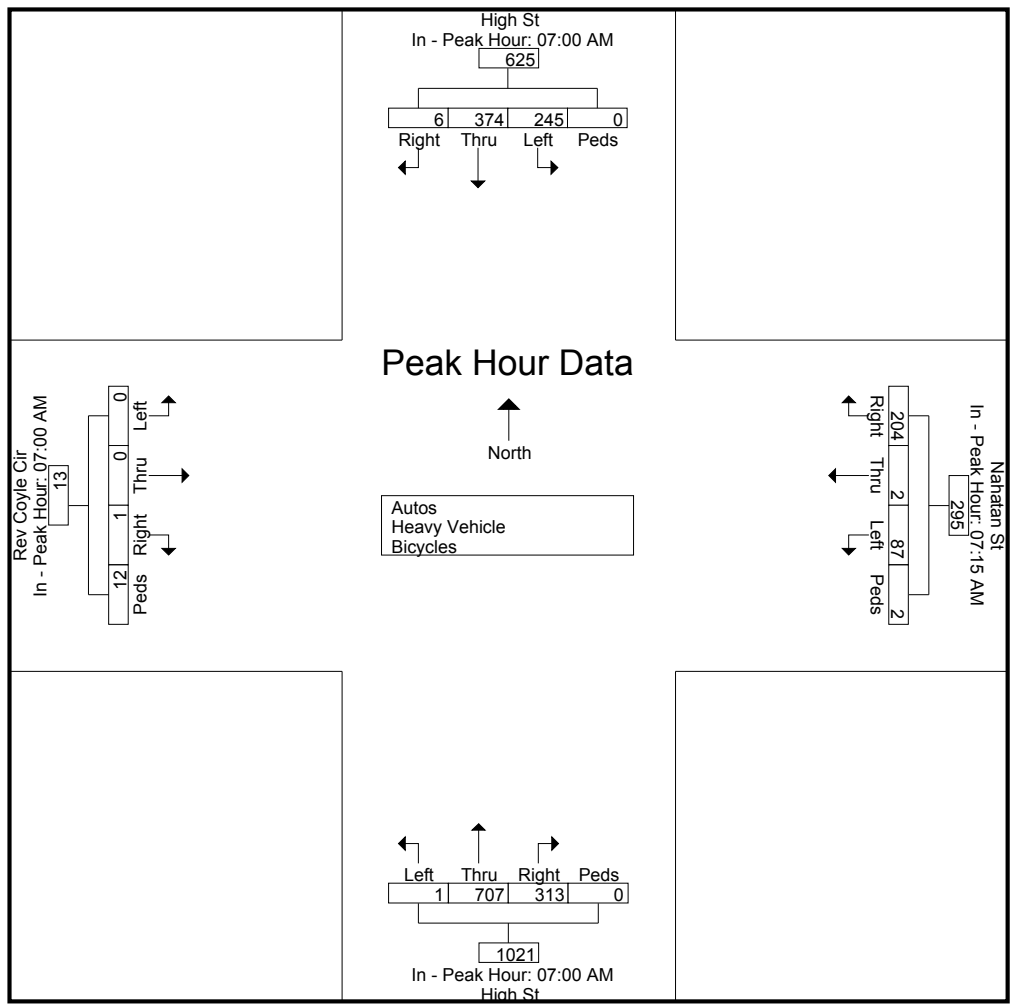 High St
In - Peak Hour: 07:00 AM
625
6 374 245 0
Right Thru Left Peds
Peak Hour Data
North
Autos
Heavy Vehicle
Bicycles
Rev Coyle Cir
In - Peak Hour: 07:00 AM
13
0 0 1 12
Left Thru Right Peds
Nahatan St
In - Peak Hour: 07:15 AM
295
204 2 87 2
Right Thru Left Peds
Left Thru Right Peds
1 707 313 0
1021
In - Peak Hour: 07:00 AM
High St